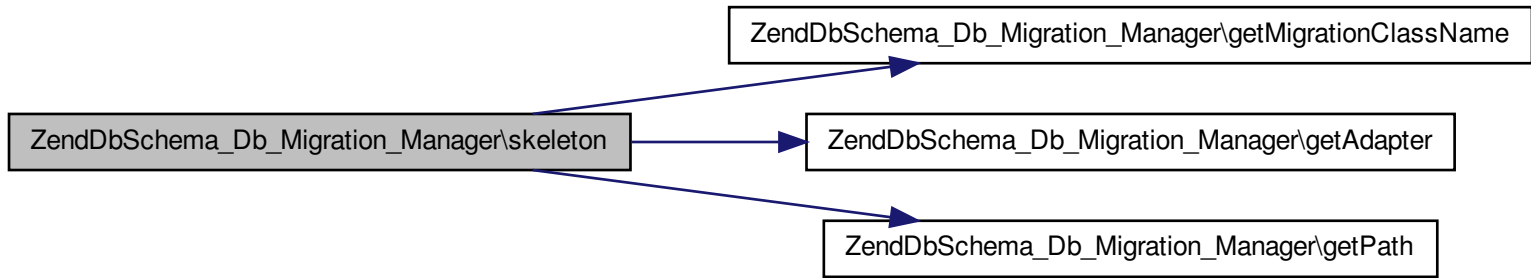 ZendDbSchema_Db_Migration_Manager\getMigrationClassName
ZendDbSchema_Db_Migration_Manager\skeleton
ZendDbSchema_Db_Migration_Manager\getAdapter
ZendDbSchema_Db_Migration_Manager\getPath